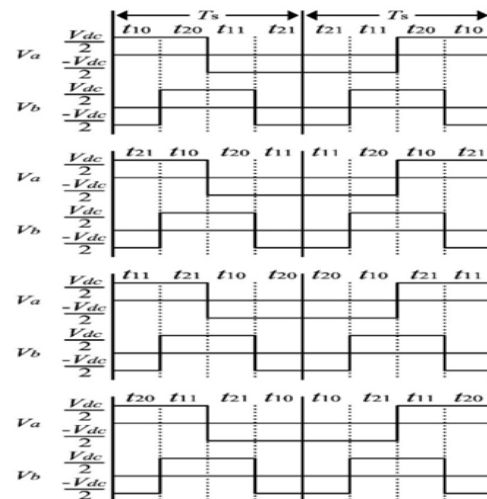 Ts Ts
t10 t20 t11 t21 t21 t11 t20 t10
Va Vdc/2
-Vdc/2
Vb Vdc/2
-Vdc/2
t21 t10 t20 t11 t11 t20 t10 t21
Va Vdc/2
-Vdc/2
Vb Vdc/2
-Vdc/2
t11 t21 t10 t20 t20 t10 t21 t11
Va Vdc/2
-Vdc/2
Vb Vdc/2
-Vdc/2
t20 t11 t21 t10 t10 t21 t11 t20
Va Vdc/2
-Vdc/2
Vb Vdc/2
-Vdc/2